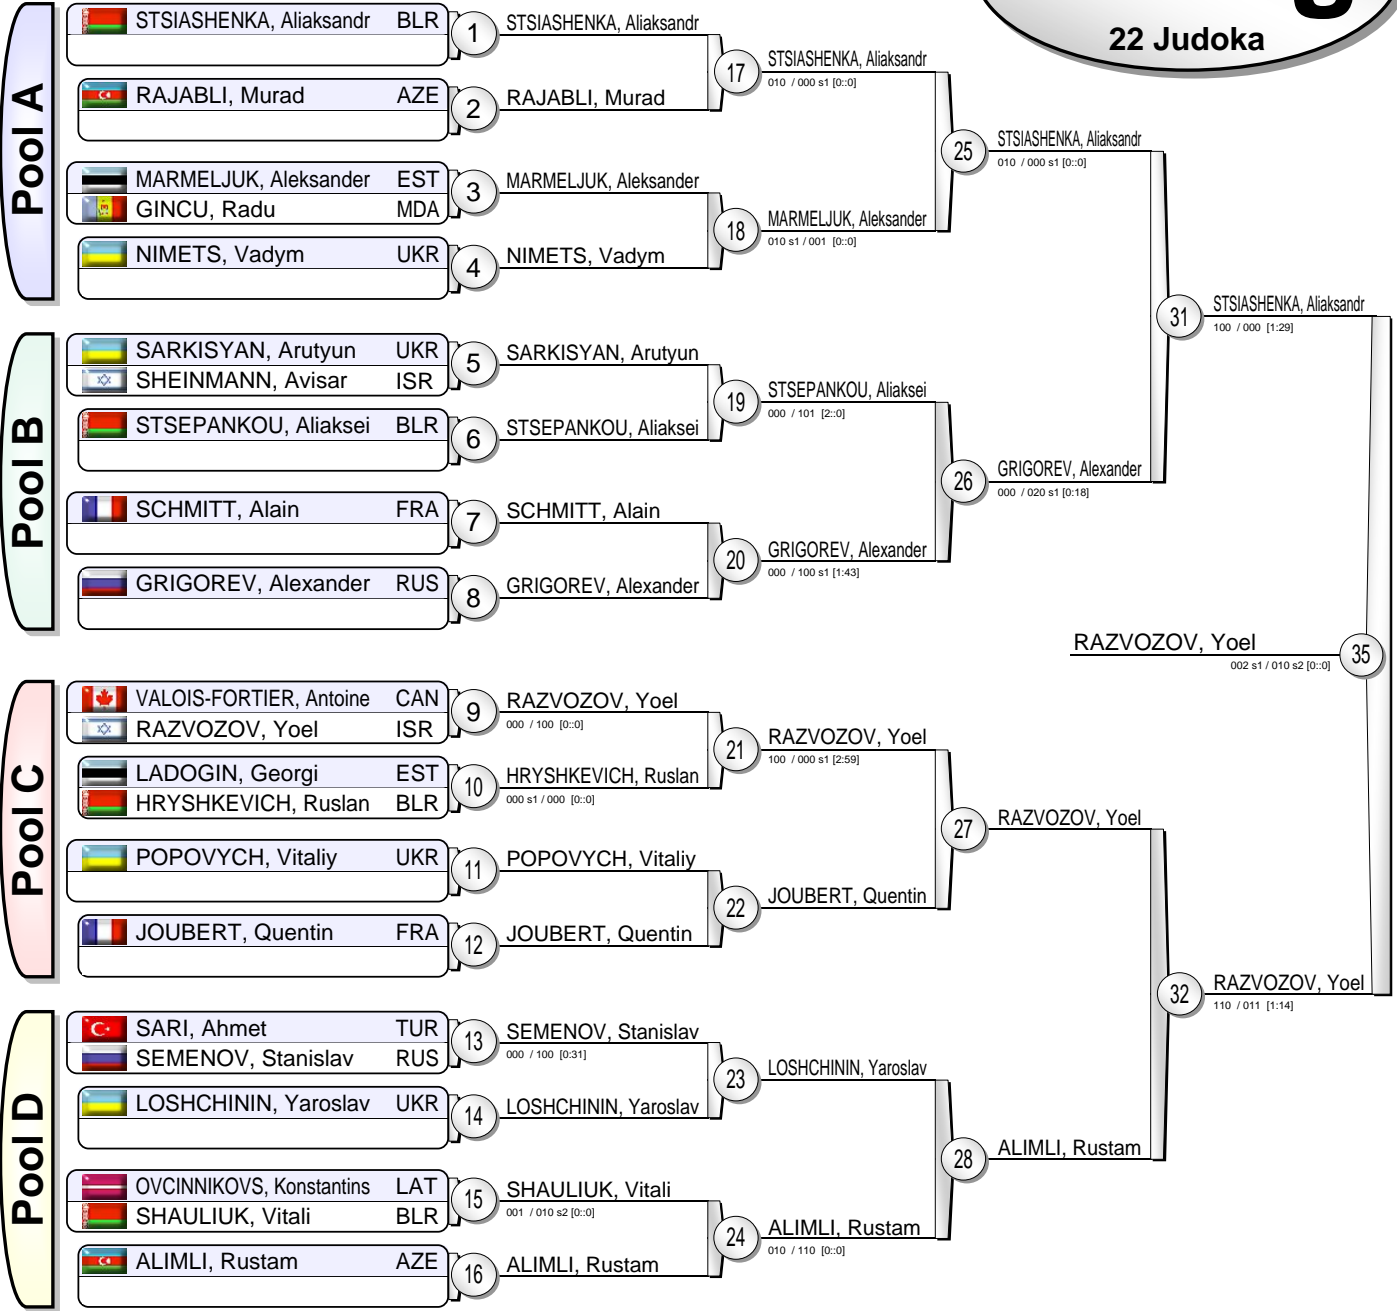 22 Judoka
Pool A
STSIASHENKA, Aliaksandr BLR
1
STSIASHENKA, Aliaksandr
RAJABLI, Murad AZE
2
RAJABLI, Murad
17
STSIASHENKA, Aliaksandr
010 / 000 s1 [0::0]
MARMELJUK, Aleksander EST
GINCU, Radu MDA
3
MARMELJUK, Aleksander
NIMETS, Vadym UKR
4
NIMETS, Vadym
18
MARMELJUK, Aleksander
010 s1 / 001 [0::0]
25
STSIASHENKA, Aliaksandr
010 / 000 s1 [0::0]
Pool B
SARKISYAN, Arutyun UKR
SHEINMANN, Avisar ISR
5
SARKISYAN, Arutyun
STSEPANKOU, Aliaksei BLR
6
STSEPANKOU, Aliaksei
19
STSEPANKOU, Aliaksei
000 / 101 [2::0]
SCHMITT, Alain FRA
7
SCHMITT, Alain
GRIGOREV, Alexander RUS
8
GRIGOREV, Alexander
20
GRIGOREV, Alexander
000 / 100 s1 [1:43]
26
GRIGOREV, Alexander
000 / 020 s1 [0:18]
31
STSIASHENKA, Aliaksandr
100 / 000 [1:29]
RAZVOZOV, Yoel
002 s1 / 010 s2 [0::0]
35
Pool C
VALOIS-FORTIER, Antoine CAN
RAZVOZOV, Yoel ISR
9
RAZVOZOV, Yoel
000 / 100 [0::0]
LADOGIN, Georgi EST
HRYSHKEVICH, Ruslan BLR
10
HRYSHKEVICH, Ruslan
000 s1 / 000 [0::0]
21
RAZVOZOV, Yoel
100 / 000 s1 [2:59]
POPOVYCH, Vitaliy UKR
11
POPOVYCH, Vitaliy
JOUBERT, Quentin FRA
12
JOUBERT, Quentin
22
JOUBERT, Quentin
27
RAZVOZOV, Yoel
Pool D
SARI, Ahmet TUR
SEMENOV, Stanislav RUS
13
SEMENOV, Stanislav
000 / 100 [0:31]
LOSHCHININ, Yaroslav UKR
14
LOSHCHININ, Yaroslav
23
LOSHCHININ, Yaroslav
OVCINNIKOVS, Konstantins LAT
SHAULIUK, Vitali BLR
15
SHAULIUK, Vitali
001 / 010 s2 [0::0]
ALIMLI, Rustam AZE
16
ALIMLI, Rustam
24
ALIMLI, Rustam
010 / 110 [0::0]
28
ALIMLI, Rustam
32
RAZVOZOV, Yoel
110 / 011 [1:14]